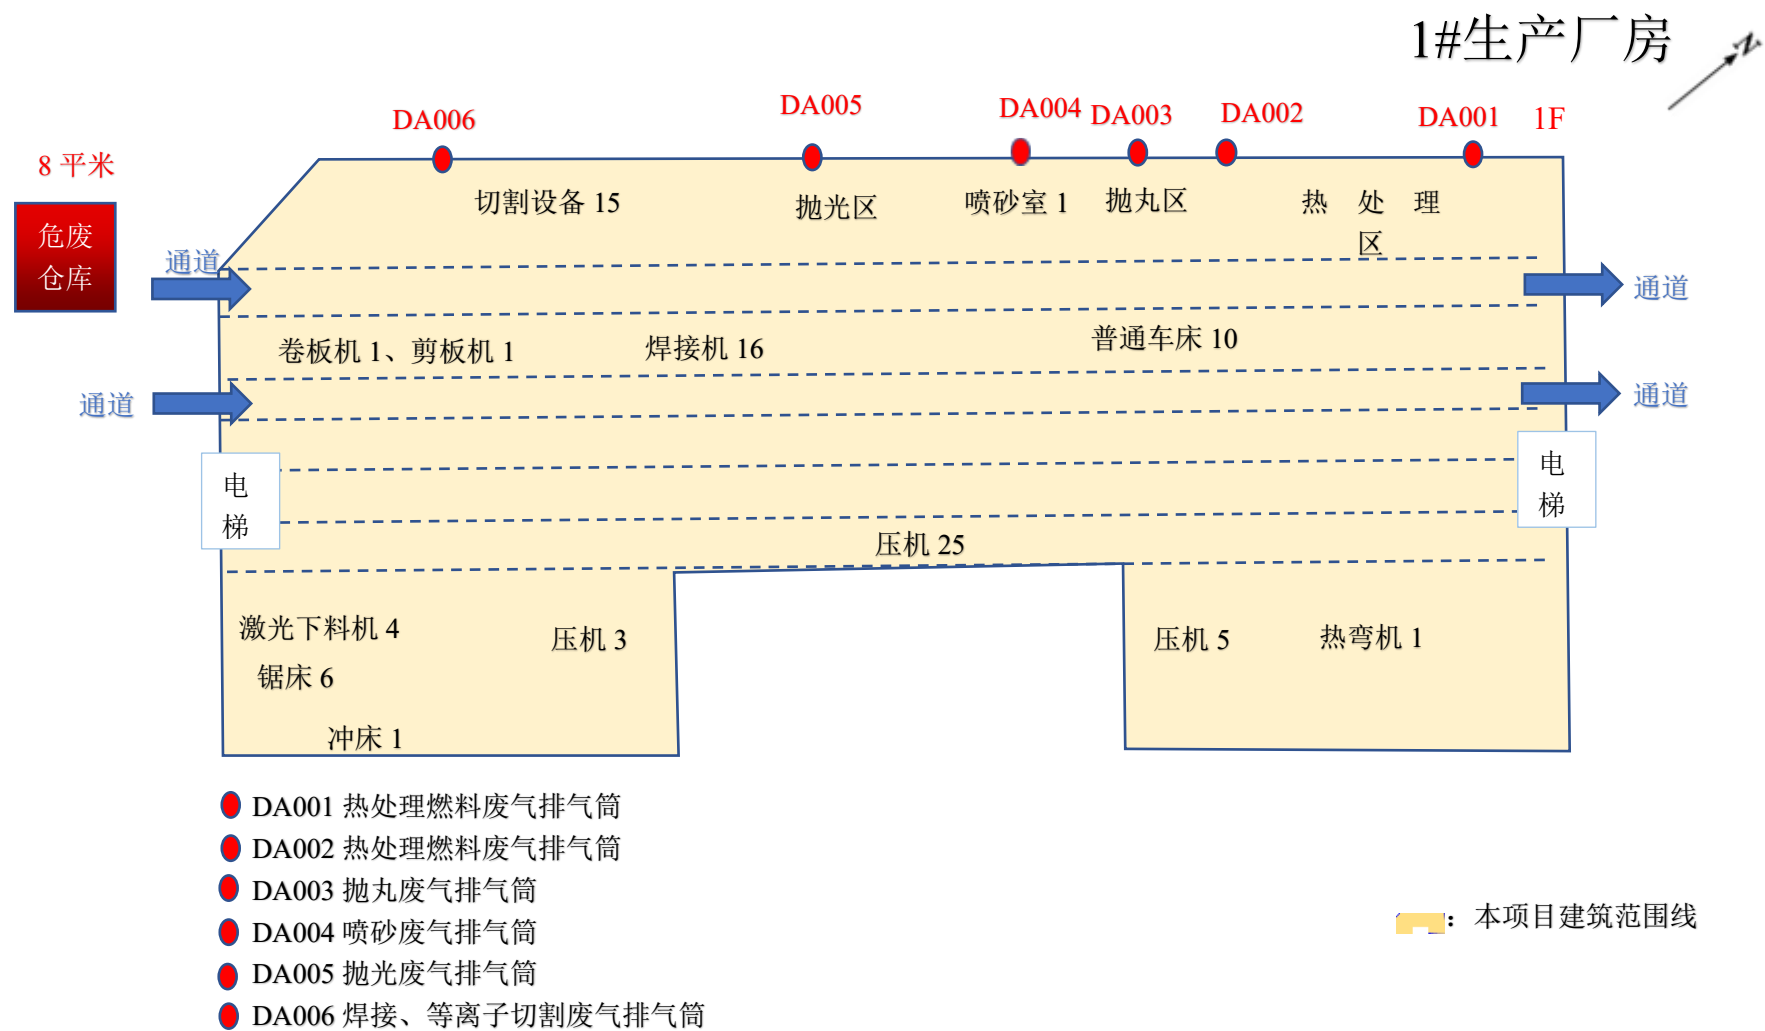 1#生产厂房
N
DA006
DA005
DA004
DA003
DA002
DA001
1F
8 平米
危废
仓库
切割设备 15
抛光区
喷砂室 1
抛丸区
热 处 理
区
通道
通道
卷板机 1、剪板机 1
焊接机 16
普通车床 10
通道
通道
电
梯
电
梯
压机 25
激光下料机 4
压机 3
压机 5
热弯机 1
锯床 6
冲床 1
DA001 热处理燃料废气排气筒
DA002 热处理燃料废气排气筒
DA003 抛丸废气排气筒
DA004 喷砂废气排气筒
DA005 抛光废气排气筒
DA006 焊接、等离子切割废气排气筒
：本项目建筑范围线